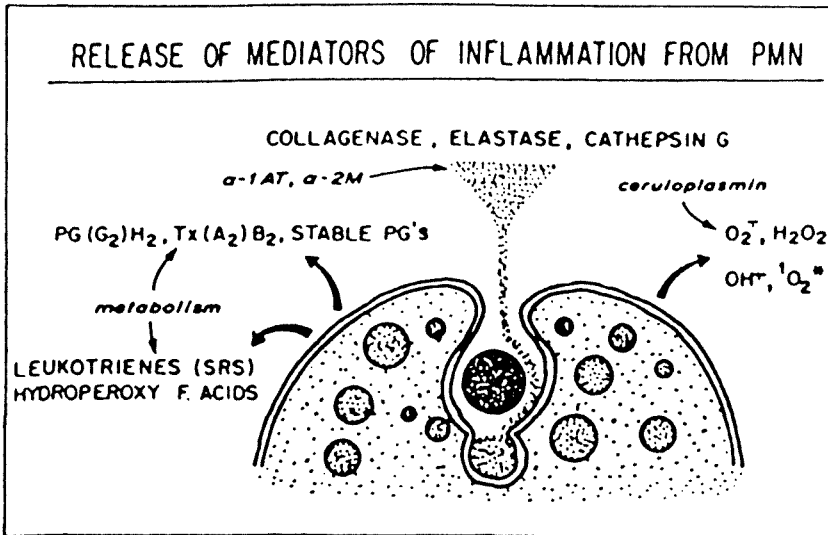 RELEASE OF MEDIATORS OF INFLAMMATION FROM PMN
COLLAGENASE, ELASTASE, CATHEPSIN G
α-1AT, α-2M
ceruloplasmin
PG(G₂)H₂, Tx(A₂)B₂, STABLE PG's
O₂⁻, H₂O₂
OH⁻, ¹O₂*
metabolism
LEUKOTRIENES (SRS)
HYDROPEROXY F. ACIDS